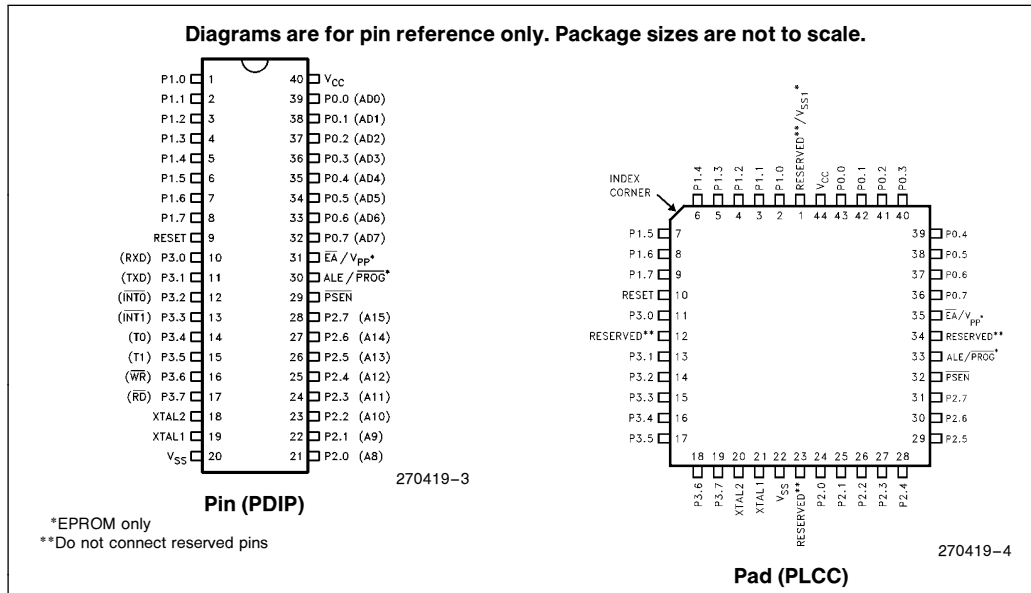 Diagrams are for pin reference only. Package sizes are not to scale.
P1.0 1 40 VCC
P1.1 2 39 P0.0 (AD0)
P1.2 3 38 P0.1 (AD1)
P1.3 4 37 P0.2 (AD2)
P1.4 5 36 P0.3 (AD3)
P1.5 6 35 P0.4 (AD4)
P1.6 7 34 P0.5 (AD5)
P1.7 8 33 P0.6 (AD6)
RESET 9 32 P0.7 (AD7)
(RXD) P3.0 10 31 EA/VPP*
(TXD) P3.1 11 30 ALE/PROG*
(INT0) P3.2 12 29 PSEN
(INT1) P3.3 13 28 P2.7 (A15)
(T0) P3.4 14 27 P2.6 (A14)
(T1) P3.5 15 26 P2.5 (A13)
(WR) P3.6 16 25 P2.4 (A12)
(RD) P3.7 17 24 P2.3 (A11)
XTAL2 18 23 P2.2 (A10)
XTAL1 19 22 P2.1 (A9)
VSS 20 21 P2.0 (A8)
270419–3
Pin (PDIP)
*EPROM only
**Do not connect reserved pins
INDEX
CORNER
P1.4 P1.3 P1.2 P1.1 P1.0 RESERVED**/VSS1* VCC P0.0 P0.1 P0.2 P0.3
6 5 4 3 2 1 44 43 42 41 40
P1.5 7 39 P0.4
P1.6 8 38 P0.5
P1.7 9 37 P0.6
RESET 10 36 P0.7
P3.0 11 35 EA/VPP*
RESERVED** 12 34 RESERVED**
P3.1 13 33 ALE/PROG*
P3.2 14 32 PSEN
P3.3 15 31 P2.7
P3.4 16 30 P2.6
P3.5 17 29 P2.5
18 19 20 21 22 23 24 25 26 27 28
P3.6 P3.7 XTAL2 XTAL1 VSS RESERVED** P2.0 P2.1 P2.2 P2.3 P2.4
270419–4
Pad (PLCC)